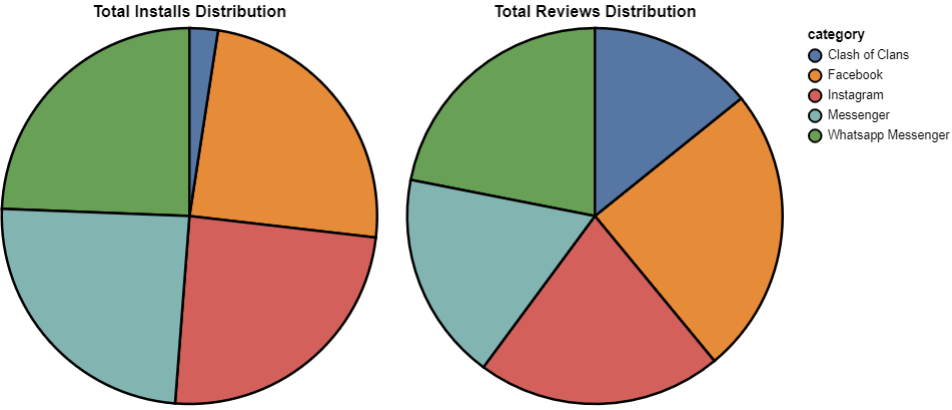 Total Installs Distribution
Total Reviews Distribution
category
Clash of Clans
Facebook
Instagram
Messenger
Whatsapp Messenger